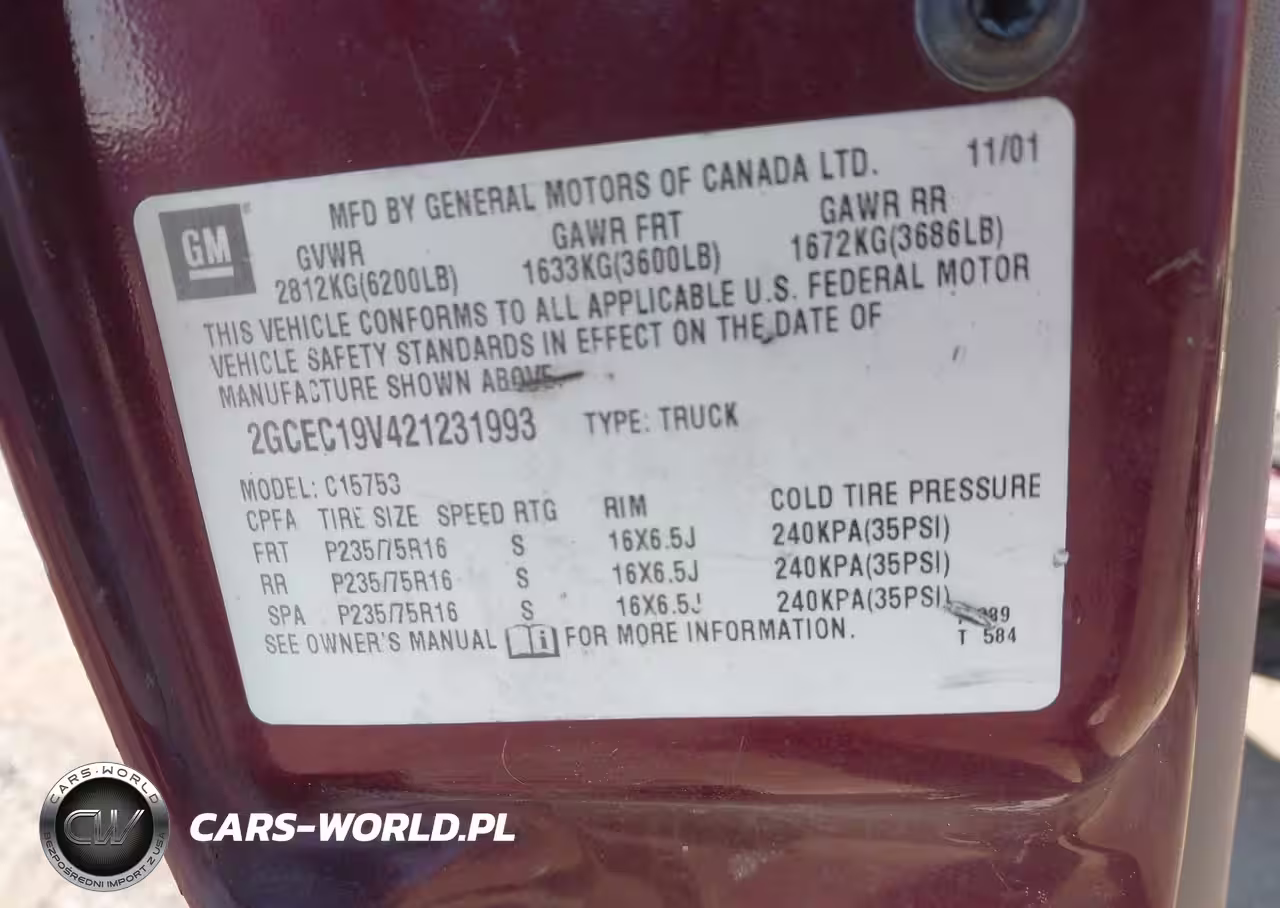 GM
MFD BY GENERAL MOTORS OF CANADA LTD. 11/01
GVWR GAWR FRT GAWR RR
2812KG(6200LB) 1633KG(3600LB) 1672KG(3686LB)
THIS VEHICLE CONFORMS TO ALL APPLICABLE U.S. FEDERAL MOTOR
VEHICLE SAFETY STANDARDS IN EFFECT ON THE DATE OF
MANUFACTURE SHOWN ABOVE.
2GCEC19V421231993 TYPE: TRUCK
MODEL: C15753
CPFA TIRE SIZE SPEED RTG RIM COLD TIRE PRESSURE
FRT P235/75R16 S 16X6.5J 240KPA(35PSI)
RR P235/75R16 S 16X6.5J 240KPA(35PSI)
SPA P235/75R16 S 16X6.5J 240KPA(35PSI)
SEE OWNER'S MANUAL i FOR MORE INFORMATION.
T 584
CARS-WORLD
CW
BEZPOŚREDNI IMPORT Z USA
CARS-WORLD.PL